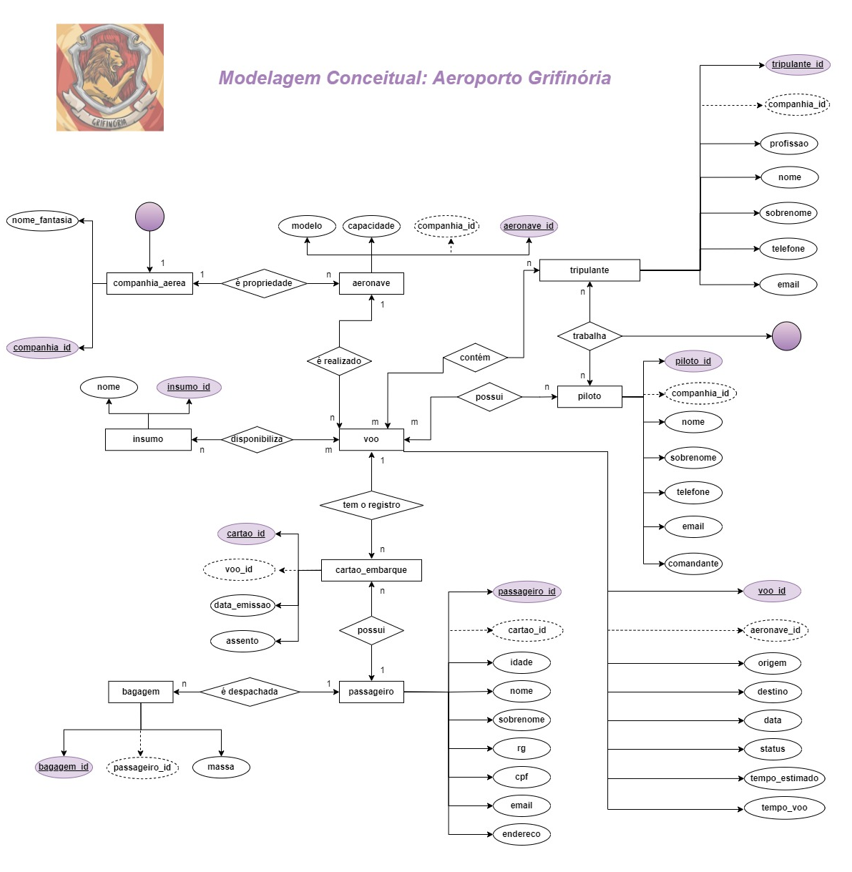 GRIFINÓRIA
Modelagem Conceitual: Aeroporto Grifinória
tripulante_id
companhia_id
profissao
nome
sobrenome
telefone
email
nome_fantasia
1
companhia_aerea
companhia_id
1
é propriedade
n
aeronave
modelo
capacidade
companhia_id
aeronave_id
1
é realizado
n
n
tripulante
n
contém
m
trabalha
n
piloto
n
possui
m
piloto_id
companhia_id
nome
sobrenome
telefone
email
comandante
nome
insumo_id
insumo
n
disponibiliza
m
voo
1
tem o registro
n
cartao_embarque
cartao_id
voo_id
data_emissao
assento
n
possui
1
passageiro
bagagem
n
é despachada
1
bagagem_id
passageiro_id
massa
passageiro_id
cartao_id
idade
nome
sobrenome
rg
cpf
email
endereco
voo_id
aeronave_id
origem
destino
data
status
tempo_estimado
tempo_voo